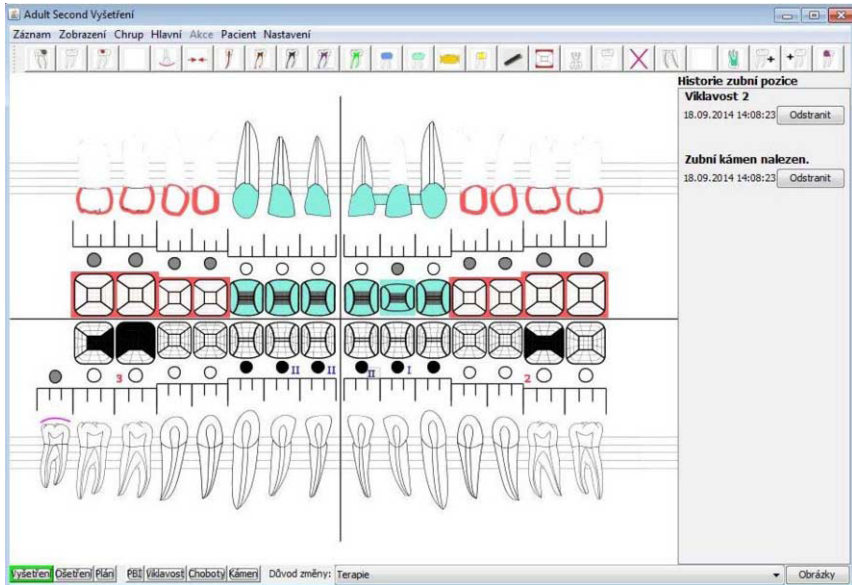 Adult Second Vyšetření
Záznam Zobrazení Chrup Hlavní Akce Pacient Nastavení
Historie zubní pozice
Viklavost 2
18.09.2014 14:08:23 Odstranit
Zubní kámen nalezen.
18.09.2014 14:08:23 Odstranit
II II II I
3 2
Vyšetření Ošetření Plán PBI Viklavost Choboty Kámen Důvod změny: Terapie Obrázky